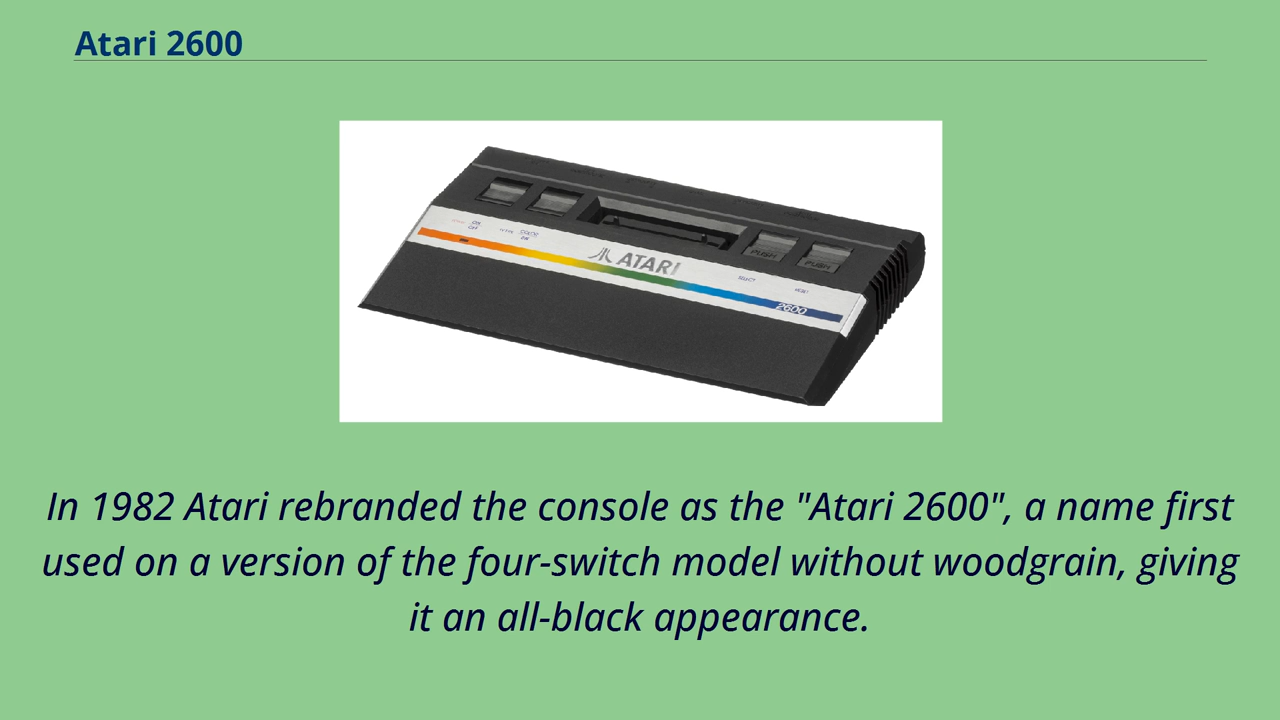 Atari 2600
ATARI
PUSH
PUSH
2600
In 1982 Atari rebranded the console as the "Atari 2600", a name first
used on a version of the four-switch model without woodgrain, giving
it an all-black appearance.